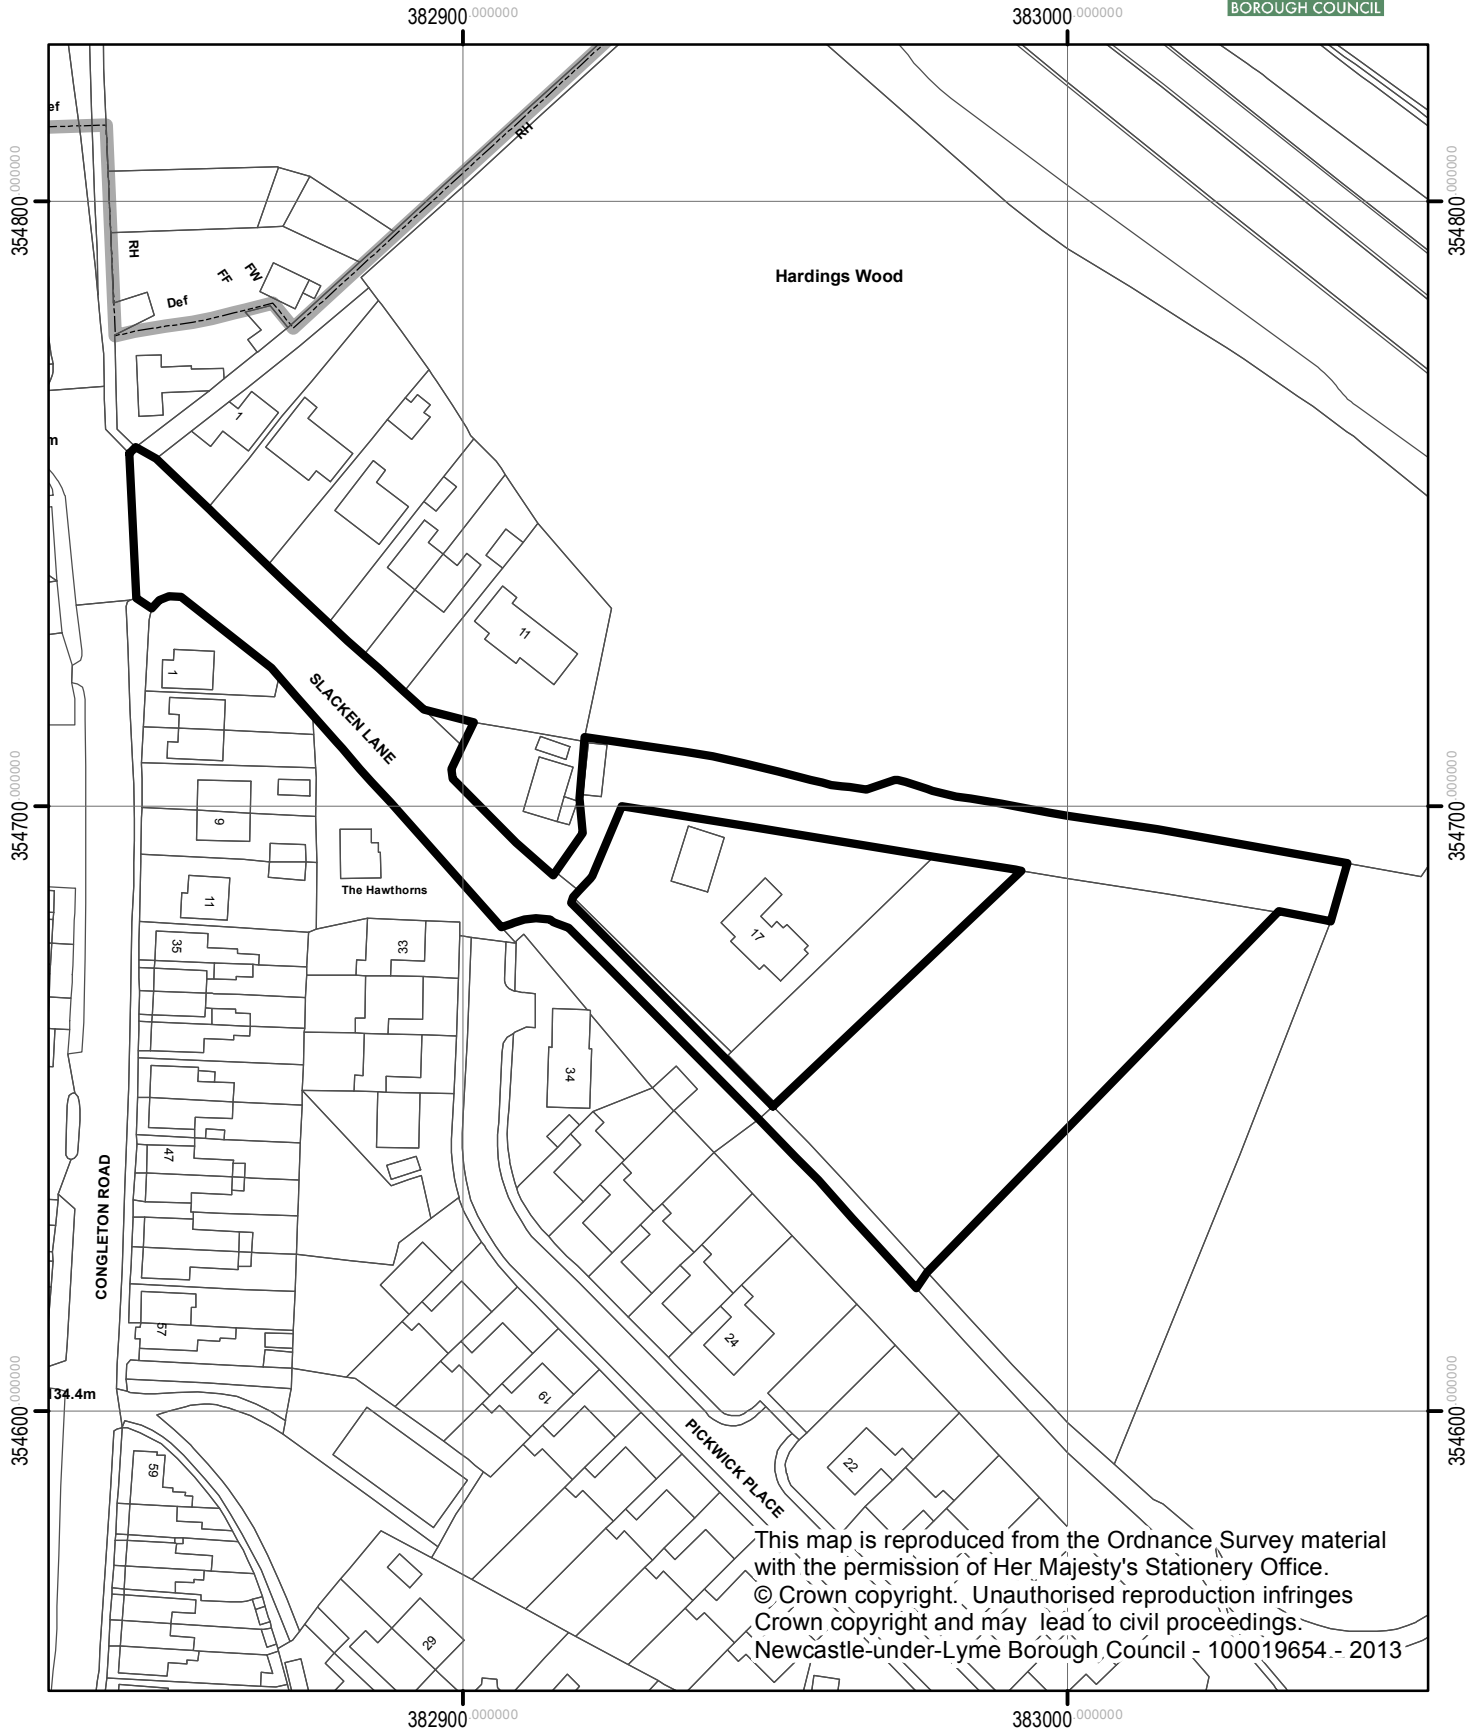 BOROUGH COUNCIL
382900.000000
383000.000000
ef
RH
354800.000000
354800.000000
RH
FF
FW
Def
Hardings Wood
1
m
11
SLACKEN LANE
1
9
354700.000000
354700.000000
The Hawthorns
11
17
35
33
34
47
CONGLETON ROAD
57
24
34.4m
19
354600.000000
354600.000000
PICKWICK PLACE
22
59
29
This map is reproduced from the Ordnance Survey material
with the permission of Her Majesty's Stationery Office.
© Crown copyright. Unauthorised reproduction infringes
Crown copyright and may lead to civil proceedings.
Newcastle-under-Lyme Borough Council - 100019654 - 2013
382900.000000
383000.000000